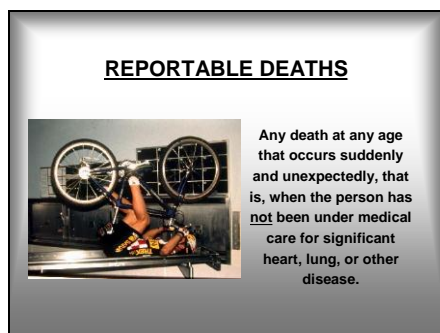 REPORTABLE DEATHS
Any death at any age
that occurs suddenly
and unexpectedly, that
is, when the person has
not been under medical
care for significant
heart, lung, or other
disease.